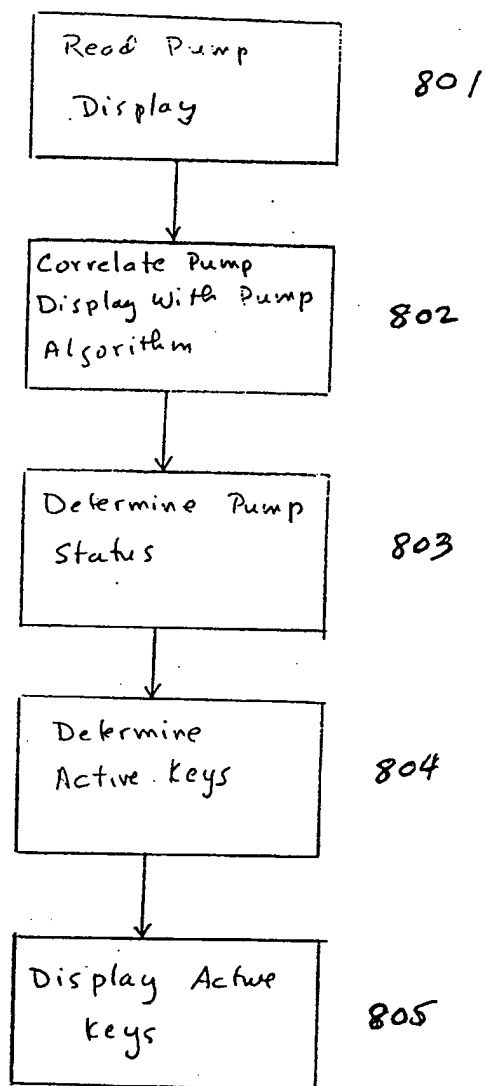 Read Pump
Display
801
Correlate Pump
Display with Pump
Algorithm
802
Determine Pump
Status
803
Determine
Active Keys
804
Display Active
Keys
805